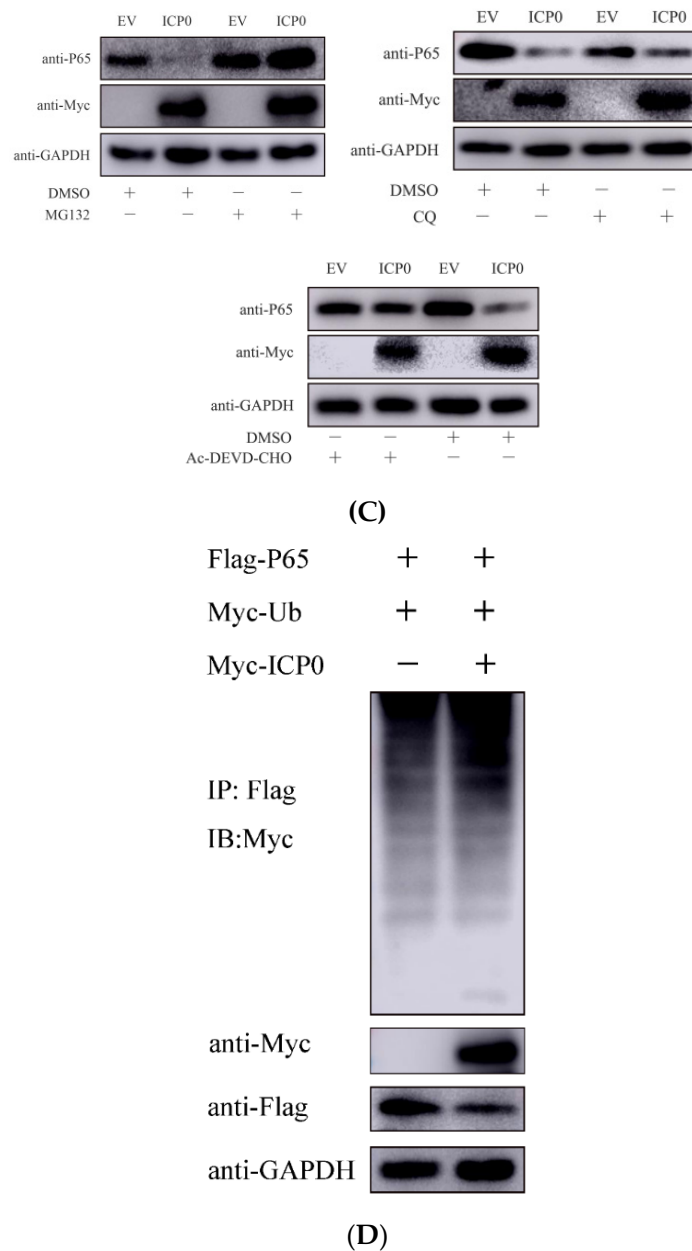 EV ICP0 EV ICP0
anti-P65
anti-Myc
anti-GAPDH
DMSO + + − −
MG132 − − + +
EV ICP0 EV ICP0
anti-P65
anti-Myc
anti-GAPDH
DMSO + + − −
CQ − − + +
EV ICP0 EV ICP0
anti-P65
anti-Myc
anti-GAPDH
DMSO − − + +
Ac-DEVD-CHO + + − −
(C)
Flag-P65 + +
Myc-Ub + +
Myc-ICP0 − +
IP: Flag
IB:Myc
anti-Myc
anti-Flag
anti-GAPDH
(D)